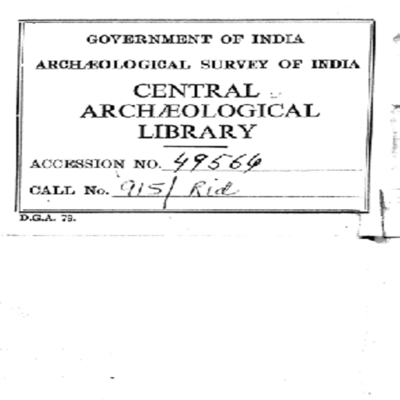 GOVERNMENT OF INDIA
ARCHÆOLOGICAL SURVEY OF INDIA
CENTRAL
ARCHÆOLOGICAL
LIBRARY
ACCESSION NO. 49564
CALL No. 915/Rid
D.G.A. 79.